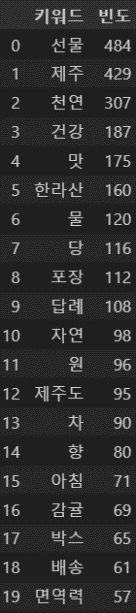 키워드 빈도
0 선물 484
1 제주 429
2 천연 307
3 건강 187
4 맛 175
5 한라산 160
6 물 120
7 당 116
8 포장 112
9 답례 108
10 자연 98
11 원 96
12 제주도 95
13 차 90
14 향 80
15 아침 71
16 감귤 69
17 박스 65
18 배송 61
19 면역력 57